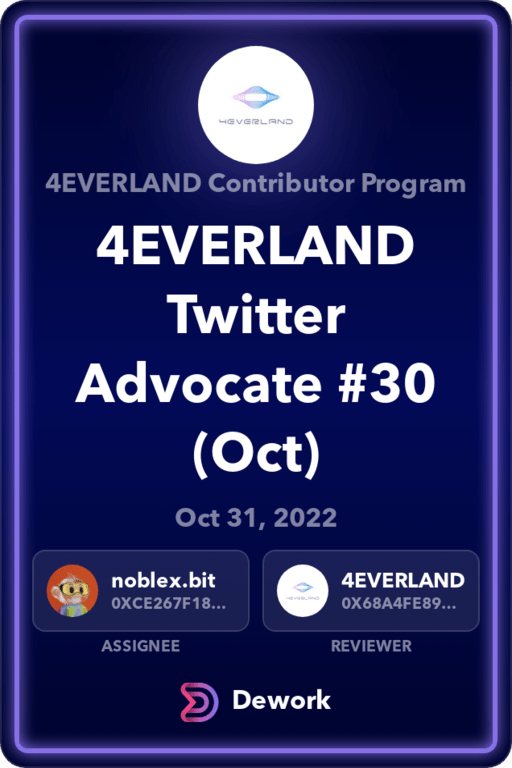 4EVERLAND
4EVERLAND Contributor Program
4EVERLAND
Twitter
Advocate #30
(Oct)
Oct 31, 2022
noblex.bit
0XCE267F18...
4EVERLAND
0X68A4FE89...
ASSIGNEE
REVIEWER
Dework